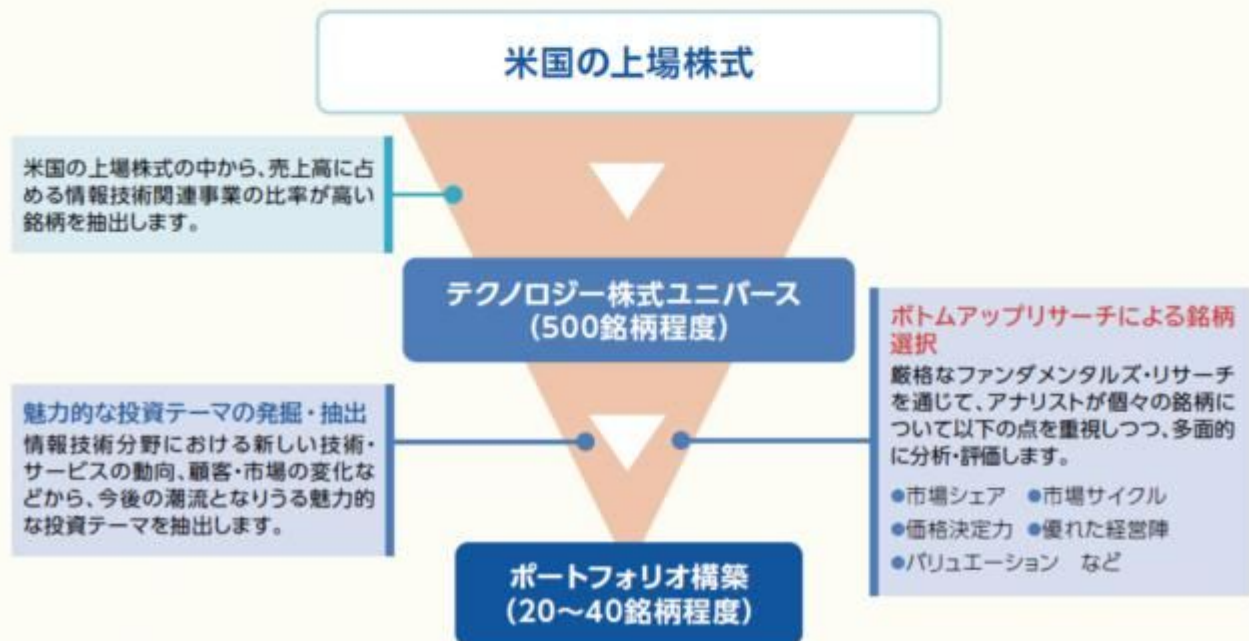 米国の上場株式
米国の上場株式の中から、売上高に占
める情報技術関連事業の比率が高い
銘柄を抽出します。
テクノロジー株式ユニバース
(500銘柄程度)
魅力的な投資テーマの発掘・抽出
情報技術分野における新しい技術・
サービスの動向、顧客・市場の変化な
どから、今後の潮流となりうる魅力的
な投資テーマを抽出します。
ボトムアップリサーチによる銘柄
選択
厳格なファンダメンタルズ・リサーチ
を通じて、アナリストが個々の銘柄に
ついて以下の点を重視しつつ、多面的
に分析・評価します。
●市場シェア ●市場サイクル
●価格決定力 ●優れた経営陣
●バリュエーション など
ポートフォリオ構築
(20~40銘柄程度)